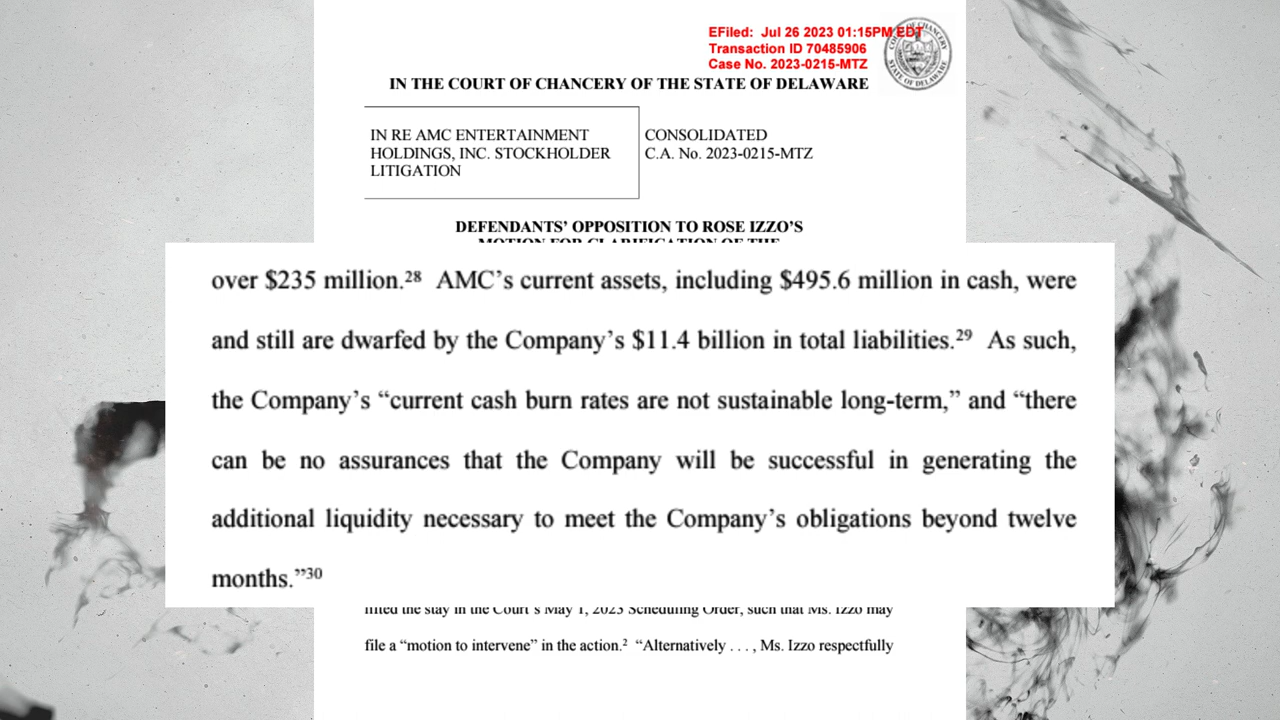 EFiled: Jul 26 2023 01:15PM EDT
Transaction ID 70485906
Case No. 2023-0215-MTZ
IN THE COURT OF CHANCERY OF THE STATE OF DELAWARE
IN RE AMC ENTERTAINMENT
HOLDINGS, INC. STOCKHOLDER
LITIGATION
CONSOLIDATED
C.A. No. 2023-0215-MTZ
DEFENDANTS’ OPPOSITION TO ROSE IZZO’S
MOTION FOR CLARIFICATION OF THE
over $235 million.²⁸ AMC’s current assets, including $495.6 million in cash, were
and still are dwarfed by the Company’s $11.4 billion in total liabilities.²⁹ As such,
the Company’s “current cash burn rates are not sustainable long-term,” and “there
can be no assurances that the Company will be successful in generating the
additional liquidity necessary to meet the Company’s obligations beyond twelve
months.”³⁰
lifted the stay in the Court’s May 1, 2023 Scheduling Order, such that Ms. Izzo may
file a “motion to intervene” in the action.² “Alternatively . . . , Ms. Izzo respectfully